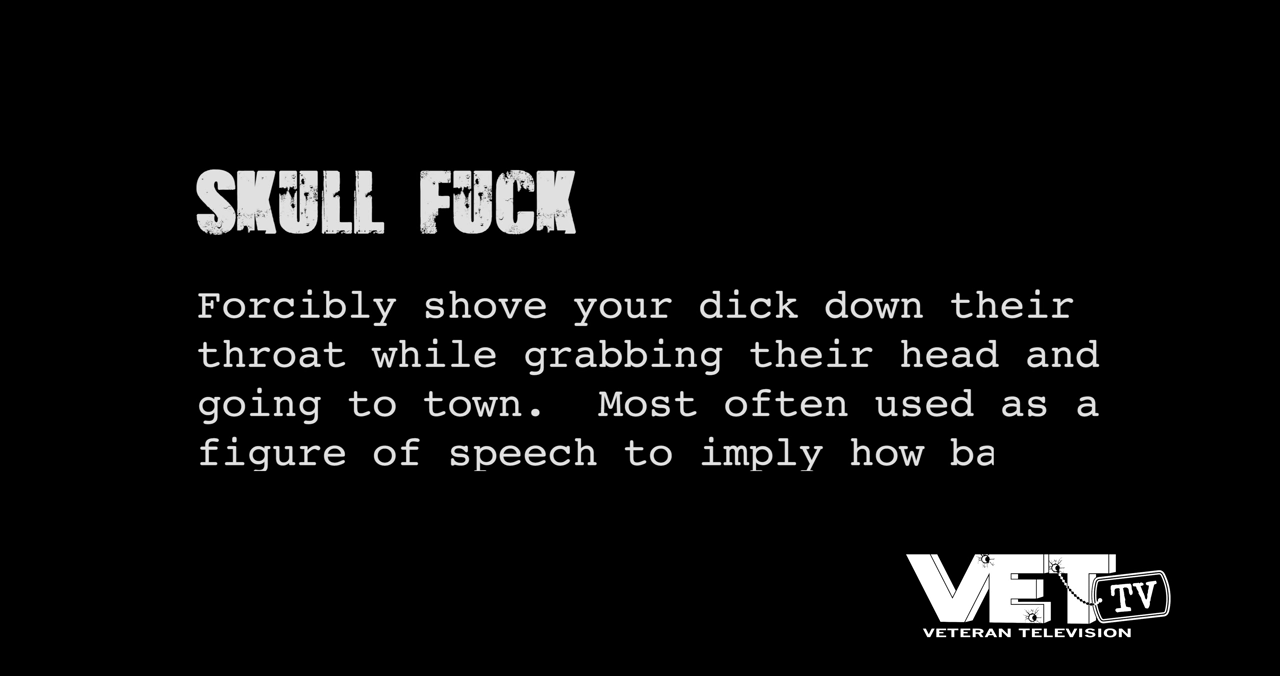 SKULL FUCK
Forcibly shove your dick down their
throat while grabbing their head and
going to town.  Most often used as a
figure of speech to imply how ba
VET TV
VETERAN TELEVISION